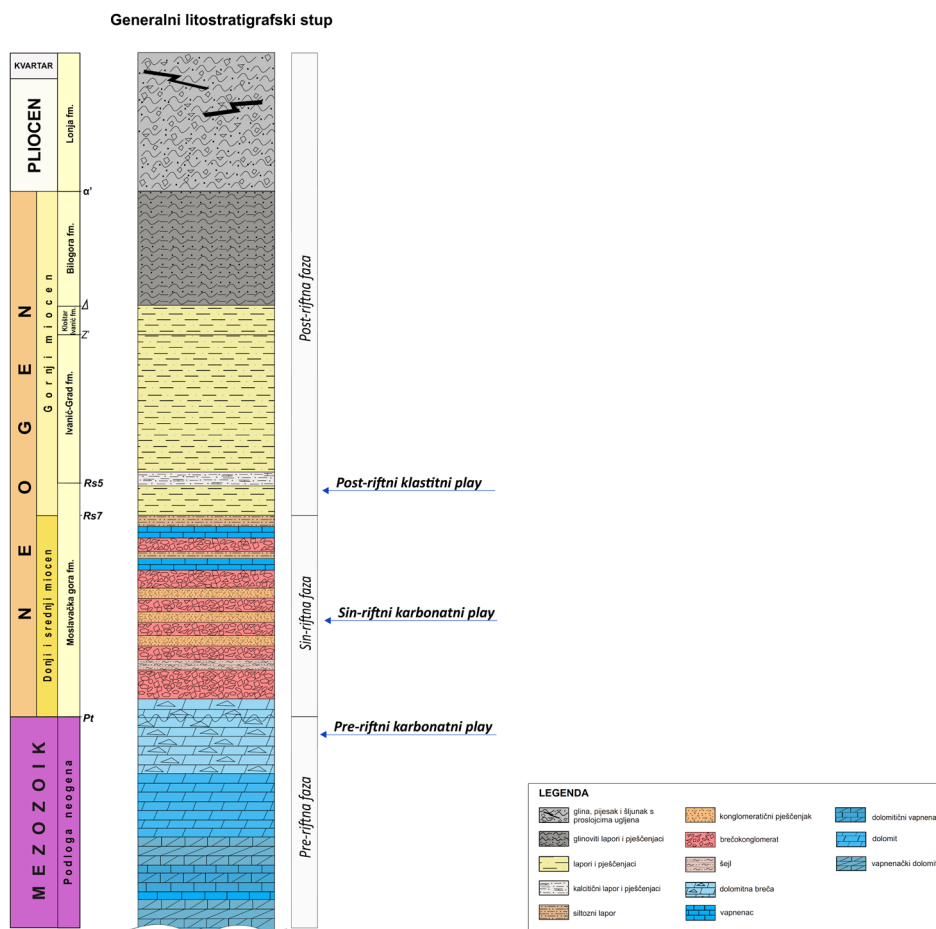 Generalni litostratigrafski stup
KVARTAR
PLIOCEN
NEOGEN
MEZOZOIK
Gornji miocen
Donji i srednji miocen
Podloga neogena
Lonja fm.
Bilogora fm.
Kloštar
Ivanić fm.
Ivanić-Grad fm.
Moslavačka gora fm.
α'
Δ
Z'
Rs5
Rs7
Pt
Post-riftna faza
Sin-riftna faza
Pre-riftna faza
Post-riftni klastitni play
Sin-riftni karbonatni play
Pre-riftni karbonatni play
LEGENDA
glina, pijesak i šljunak s
proslojcima ugljena
glinoviti lapori i pješčenjaci
lapori i pješčenjaci
kalcitični lapor i pješčenjaci
siltozni lapor
konglomeratični pješčenjak
brečokonglomerat
šejl
dolomitna breča
vapnenac
dolomitični vapnena
dolomit
vapnenački dolomit